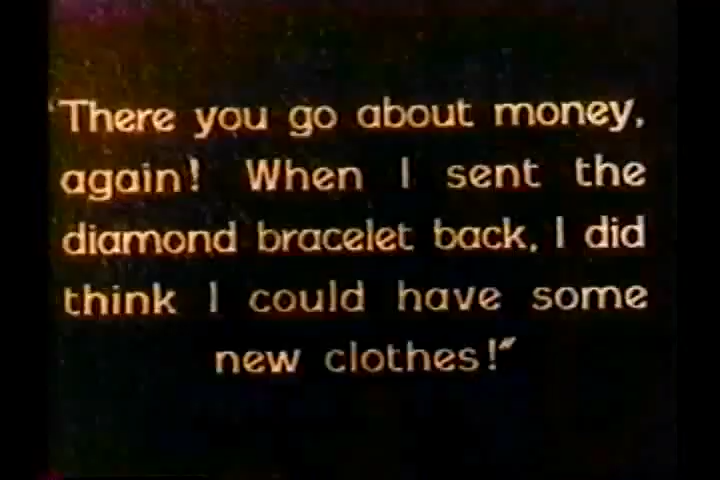 "There you go about money,
again! When I sent the
diamond bracelet back, I did
think I could have some
new clothes!"